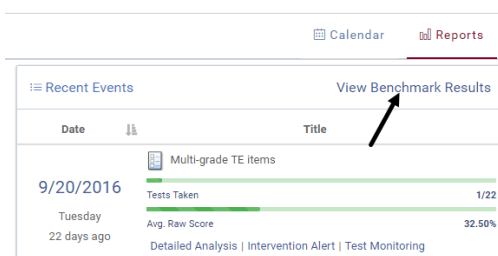 Calendar Reports
Recent Events View Benchmark Results
Date Title
Multi-grade TE items
9/20/2016
Tests Taken 1/22
Tuesday
Avg. Raw Score 32.50%
22 days ago
Detailed Analysis | Intervention Alert | Test Monitoring